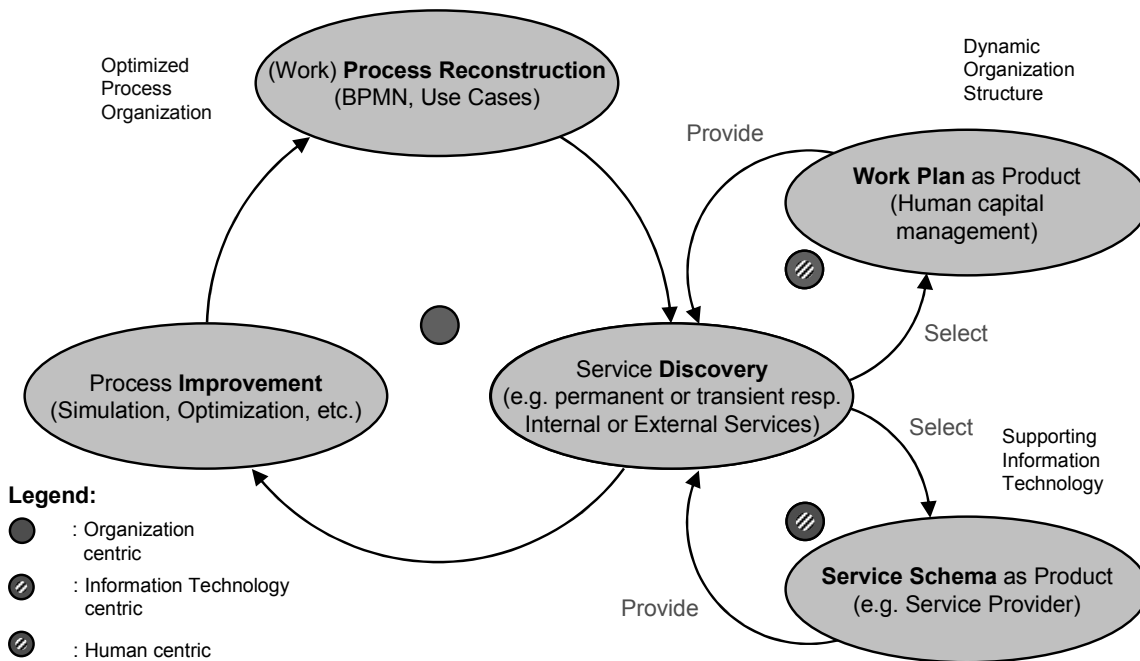 Optimized
Process
Organization
(Work) Process Reconstruction
(BPMN, Use Cases)
Dynamic
Organization
Structure
Provide
Work Plan as Product
(Human capital
management)
Select
Process Improvement
(Simulation, Optimization, etc.)
Service Discovery
(e.g. permanent or transient resp.
Internal or External Services)
Select
Supporting
Information
Technology
Provide
Service Schema as Product
(e.g. Service Provider)
Legend:
: Organization
centric
: Information Technology
centric
: Human centric